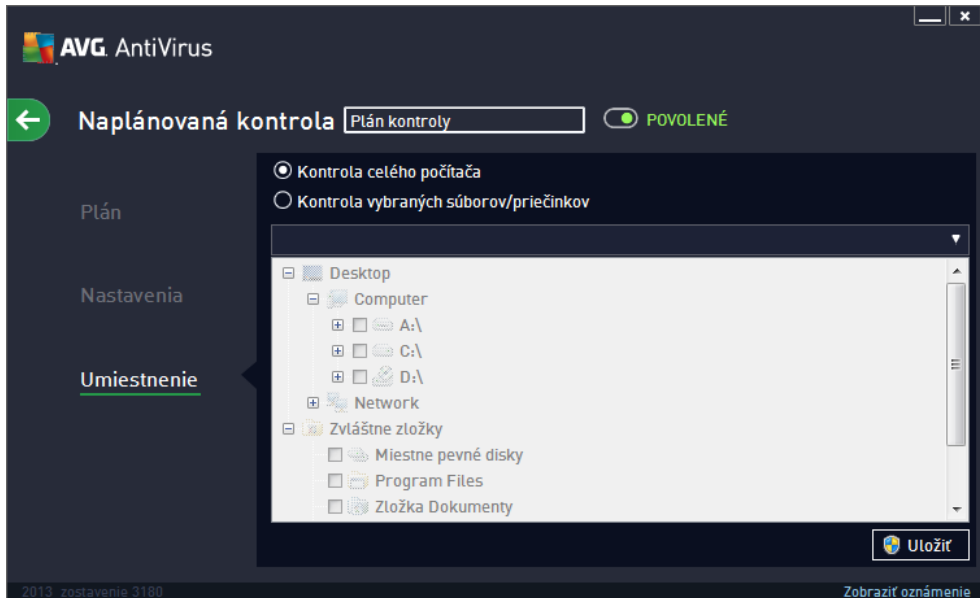 AVG. AntiVirus
Naplánovaná kontrola Plán kontroly POVOLENÉ
Plán
Nastavenia
Umiestnenie
Kontrola celého počítača
Kontrola vybraných súborov/priečinkov
Desktop
Computer
A:\
C:\
D:\
Network
Zvláštne zložky
Miestne pevné disky
Program Files
Zložka Dokumenty
Uložiť
2013 zostavenie 3180
Zobraziť oznámenie